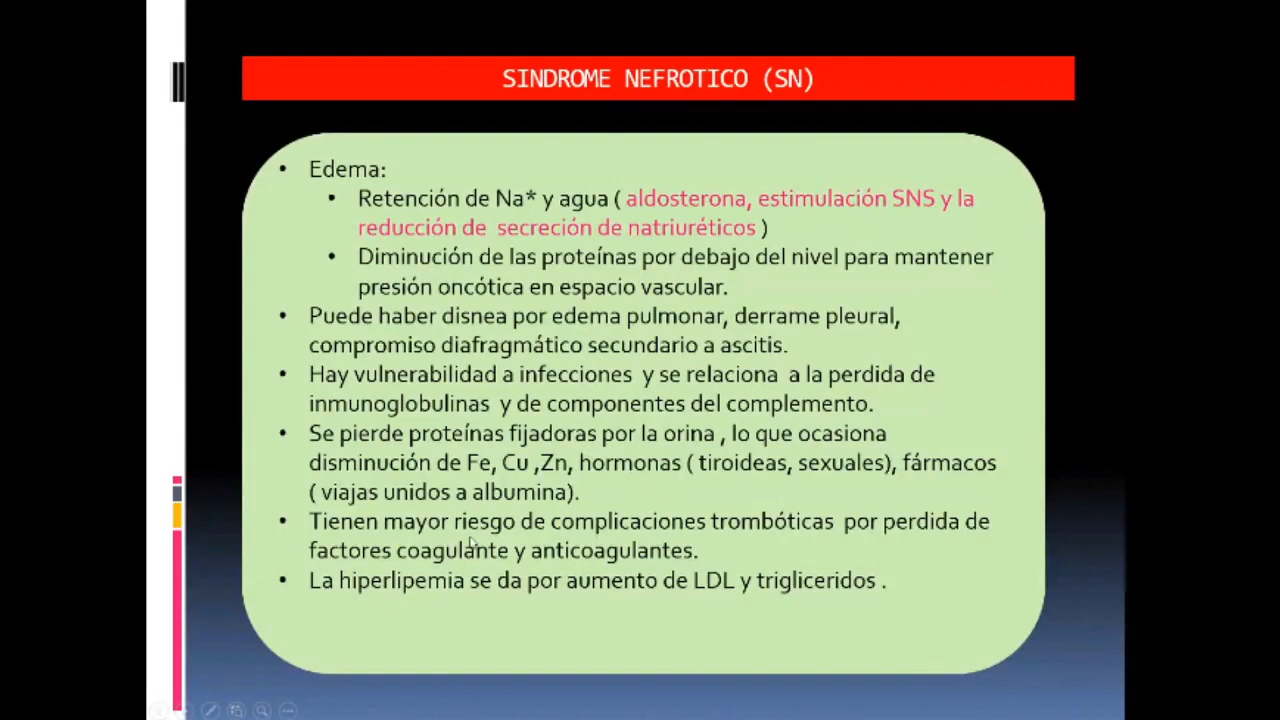 SINDROME NEFROTICO (SN)
• Edema:
• Retención de Na* y agua ( aldosterona, estimulación SNS y la
reducción de secreción de natriuréticos )
• Diminución de las proteínas por debajo del nivel para mantener
presión oncótica en espacio vascular.
• Puede haber disnea por edema pulmonar, derrame pleural,
compromiso diafragmático secundario a ascitis.
• Hay vulnerabilidad a infecciones y se relaciona a la perdida de
inmunoglobulinas y de componentes del complemento.
• Se pierde proteínas fijadoras por la orina , lo que ocasiona
disminución de Fe, Cu ,Zn, hormonas ( tiroideas, sexuales), fármacos
( viajas unidos a albumina).
• Tienen mayor riesgo de complicaciones trombóticas por perdida de
factores coagulante y anticoagulantes.
• La hiperlipemia se da por aumento de LDL y trigliceridos .